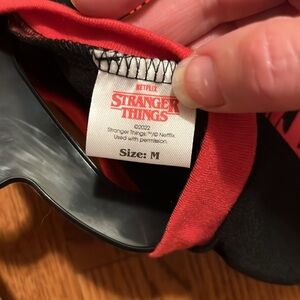 NETFLIX
STRANGER
THINGS
©2022
Stranger Things™/© Netflix.
Used with permission.
Size: M